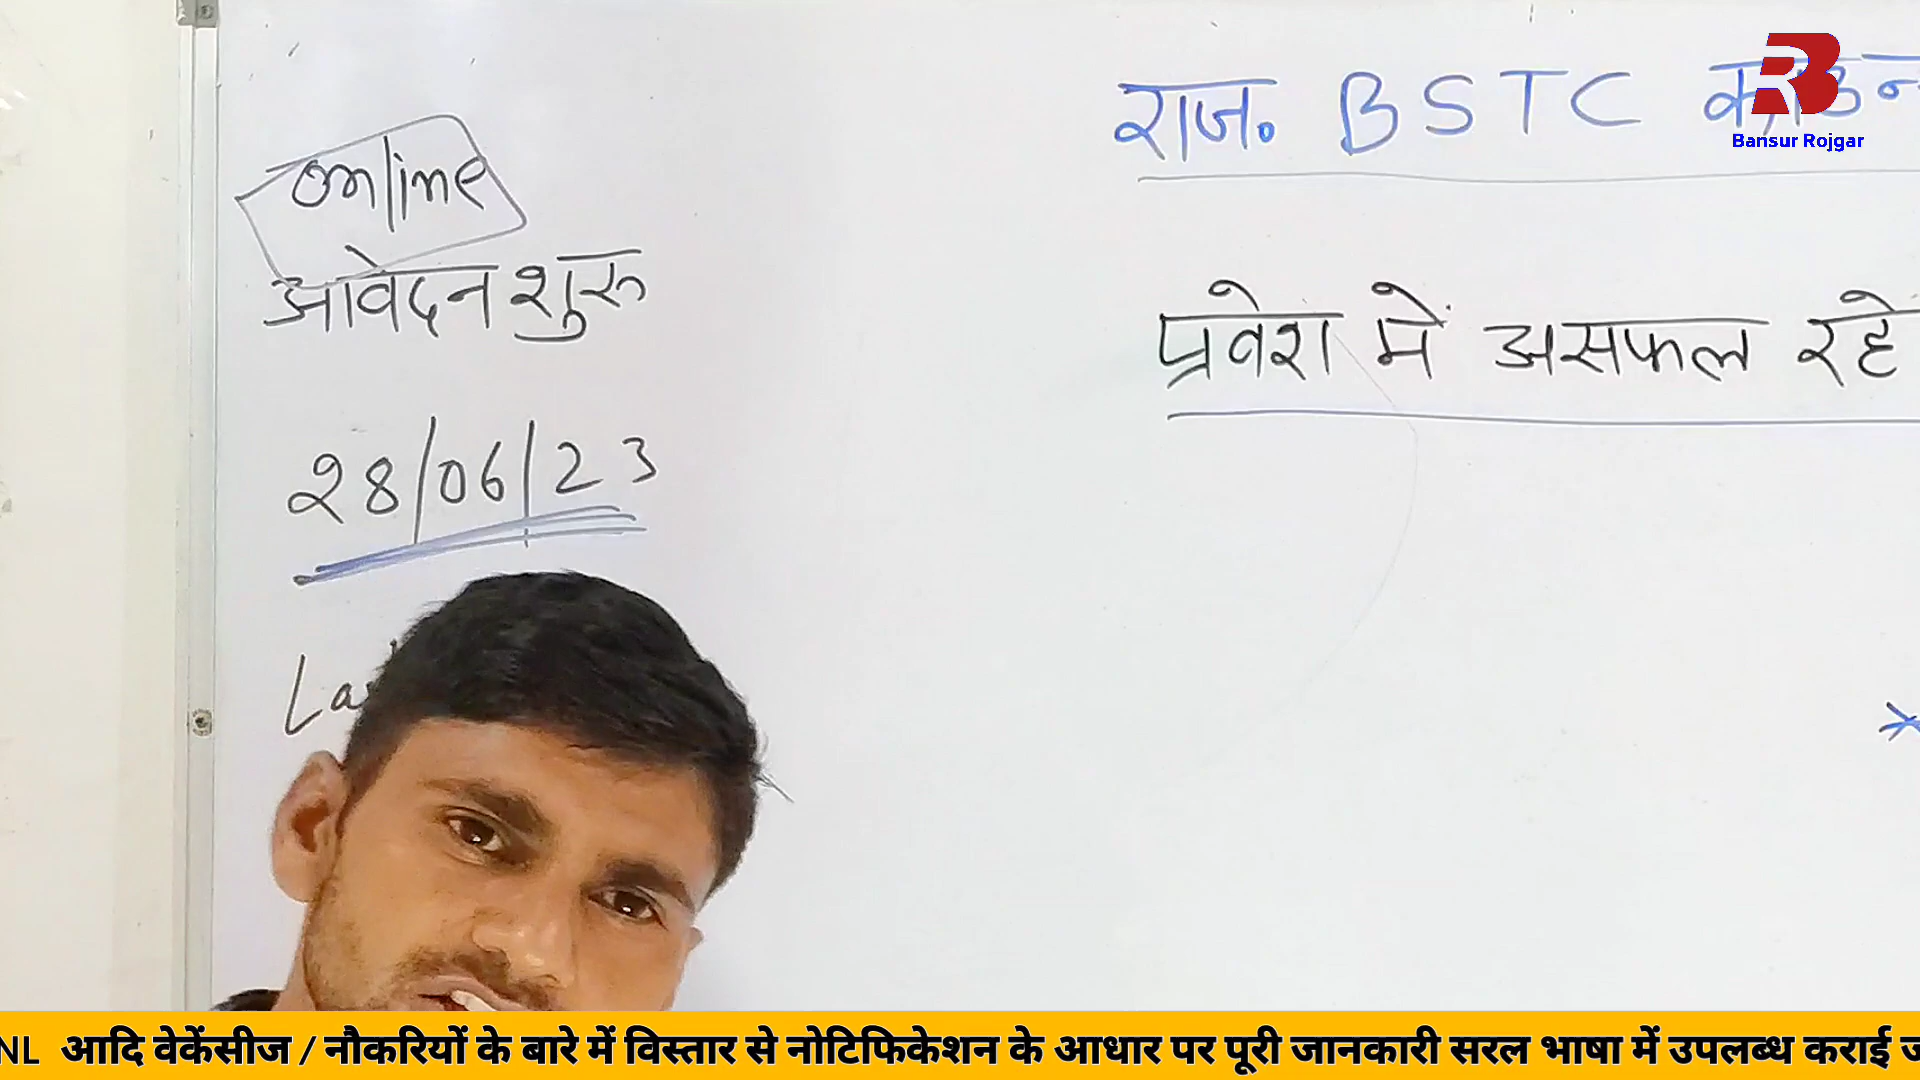 राज. BSTC
Bansur Rojgar
online
आवेदन शुरु
प्रवेश में असफल रहे
28/06/23
NL आदि वेकेंसीज / नौकरियों के बारे में विस्तार से नोटिफिकेशन के आधार पर पूरी जानकारी सरल भाषा में उपलब्ध कराई